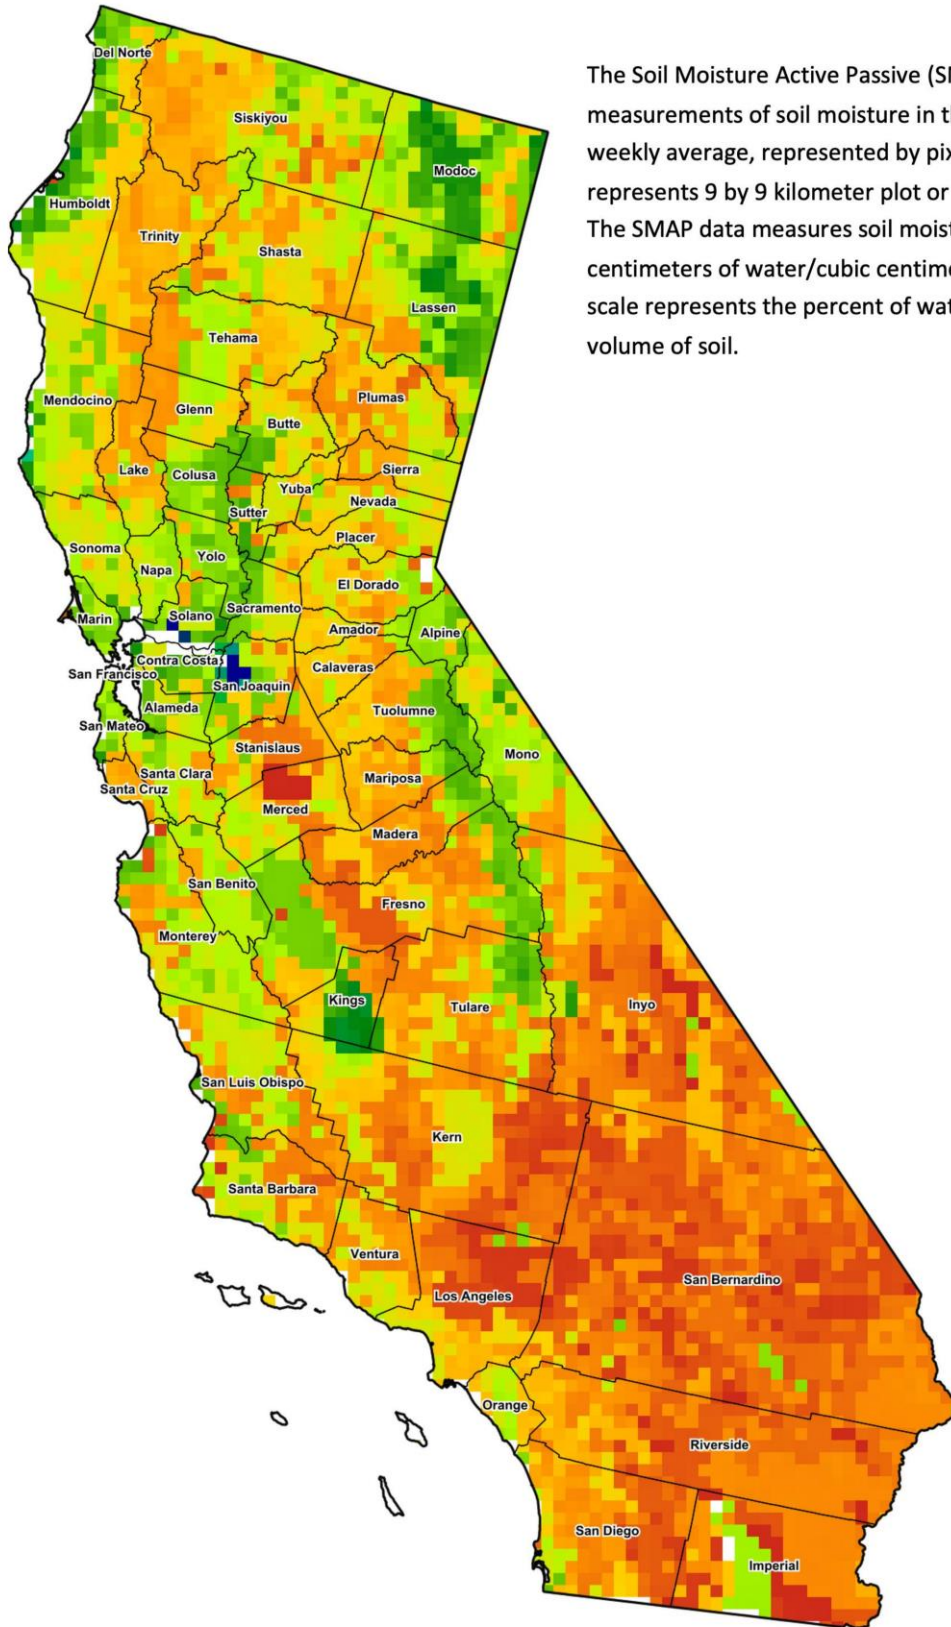 The Soil Moisture Active Passive (S
measurements of soil moisture in t
weekly average, represented by pix
represents 9 by 9 kilometer plot or
The SMAP data measures soil moist
centimeters of water/cubic centime
scale represents the percent of wat
volume of soil.
Del Norte
Siskiyou
Modoc
Humboldt
Trinity
Shasta
Lassen
Tehama
Mendocino
Glenn
Butte
Plumas
Lake
Colusa
Yuba
Sierra
Sutter
Nevada
Placer
Sonoma
Napa
Yolo
El Dorado
Marin
Solano
Sacramento
Amador
Alpine
Contra Costa
San Francisco
San Joaquin
Calaveras
Alameda
Tuolumne
San Mateo
Stanislaus
Mono
Santa Clara
Santa Cruz
Mariposa
Merced
Madera
San Benito
Fresno
Monterey
Kings
Tulare
Inyo
San Luis Obispo
Kern
Santa Barbara
Ventura
Los Angeles
San Bernardino
Orange
Riverside
San Diego
Imperial